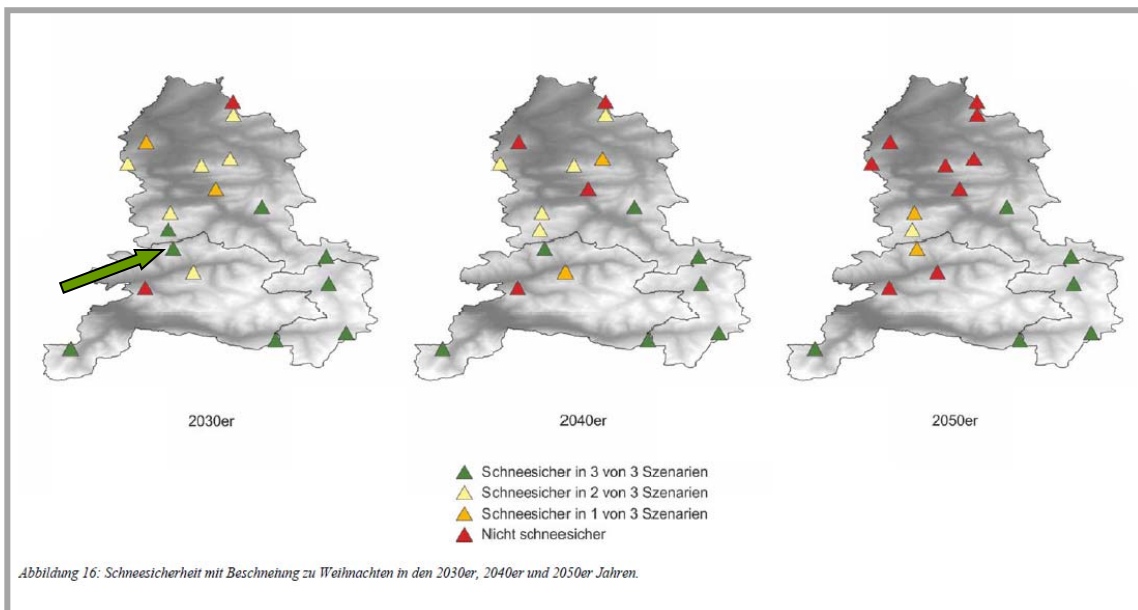 2030er
2040er
2050er
Schneesicher in 3 von 3 Szenarien
Schneesicher in 2 von 3 Szenarien
Schneesicher in 1 von 3 Szenarien
Nicht schneesicher
Abbildung 16: Schneesicherheit mit Beschneiung zu Weihnachten in den 2030er, 2040er und 2050er Jahren.